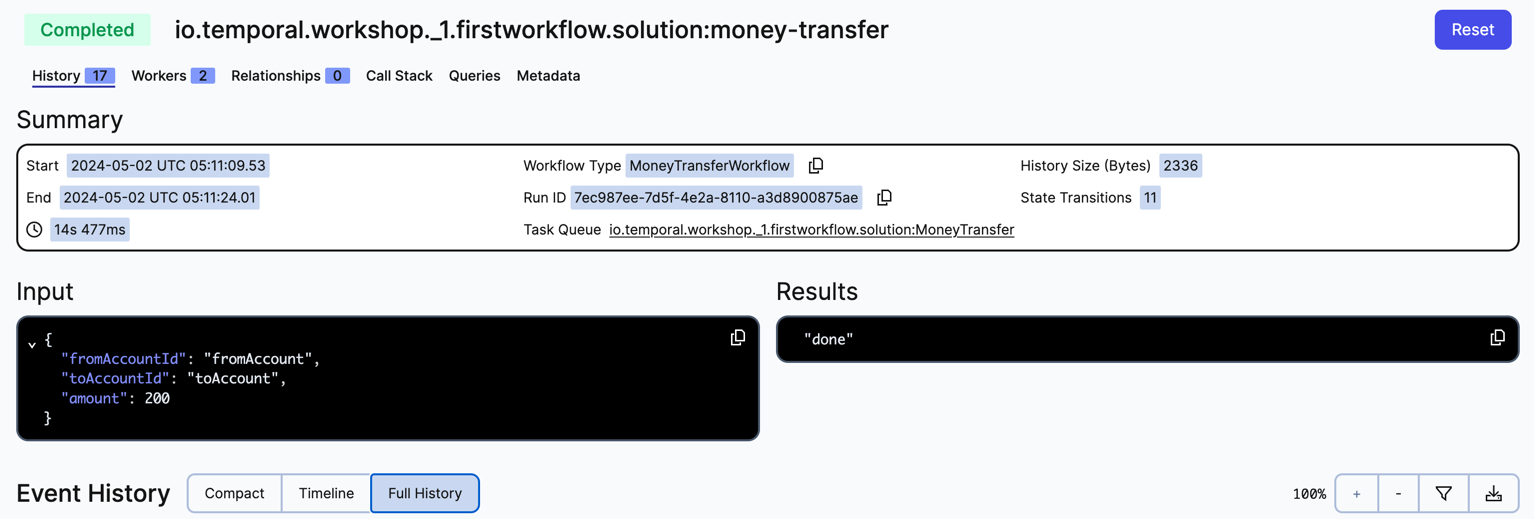 Completed io.temporal.workshop._1.firstworkflow.solution:money-transfer Reset
History 17 Workers 2 Relationships 0 Call Stack Queries Metadata
Summary
Start 2024-05-02 UTC 05:11:09.53 Workflow Type MoneyTransferWorkflow History Size (Bytes) 2336
End 2024-05-02 UTC 05:11:24.01 Run ID 7ec987ee-7d5f-4e2a-8110-a3d8900875ae State Transitions 11
14s 477ms Task Queue io.temporal.workshop._1.firstworkflow.solution:MoneyTransfer
Input
{
"fromAccountId": "fromAccount",
"toAccountId": "toAccount",
"amount": 200
}
Results
"done"
Event History Compact Timeline Full History 100% + -